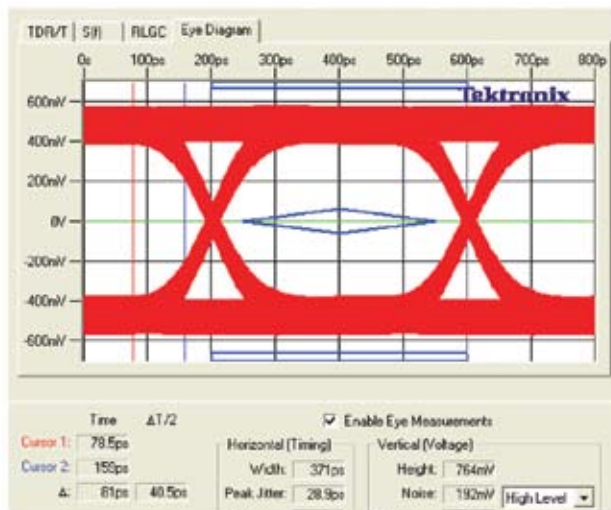 TDR/T S(f) RLGC Eye Diagram
0s 100ps 200ps 300ps 400ps 500ps 600ps 700ps 800p
Tektronix
600mV
400mV
200mV
0V
-200mV
-400mV
-600mV
Time ΔT/2
Cursor 1: 78.5ps
Cursor 2: 159ps
Δ: 81ps 40.5ps
Enable Eye Measurements
Horizontal (Timing)
Width: 371ps
Peak Jitter: 28.9ps
Vertical (Voltage)
Height: 764mV
Noise: 192mV High Level